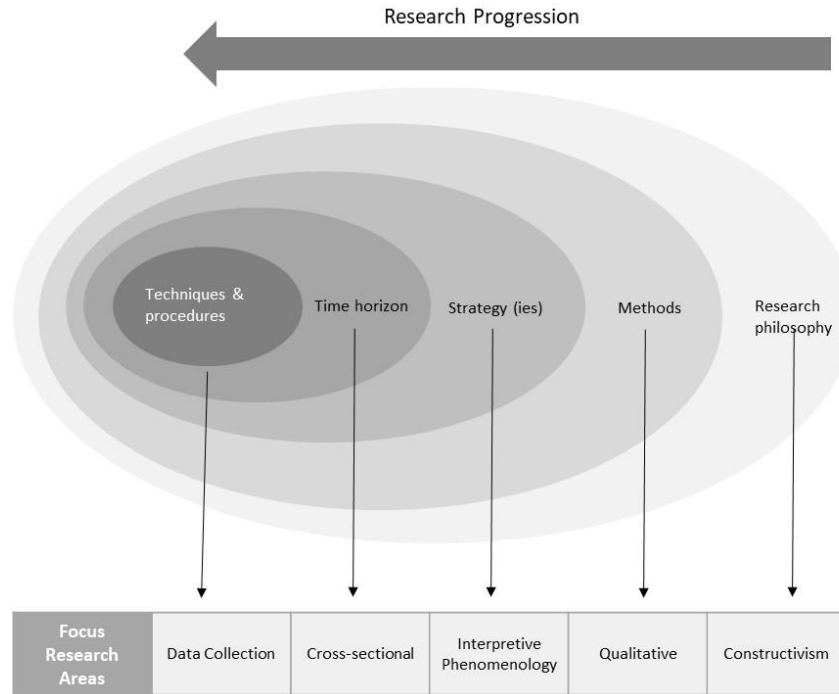 Research Progression
Techniques &
procedures
Time horizon
Strategy (ies)
Methods
Research
philosophy
Focus
Research
Areas
Data Collection
Cross-sectional
Interpretive
Phenomenology
Qualitative
Constructivism